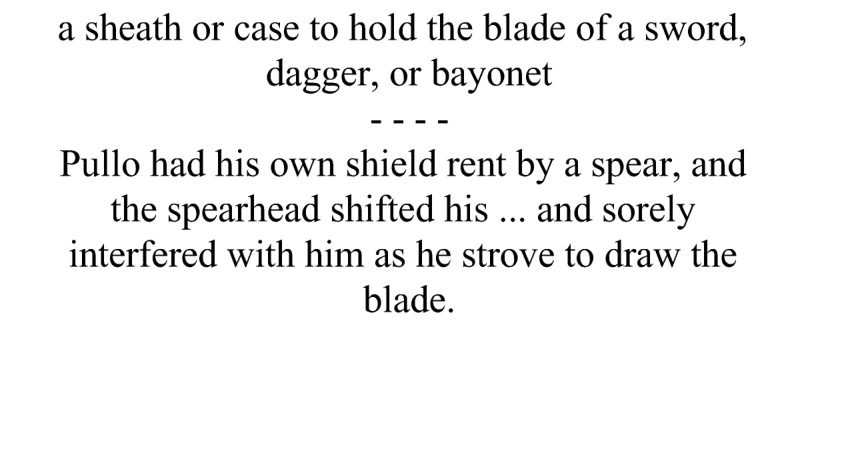 a sheath or case to hold the blade of a sword,
dagger, or bayonet
- - - -
Pullo had his own shield rent by a spear, and
the spearhead shifted his ... and sorely
interfered with him as he strove to draw the
blade.